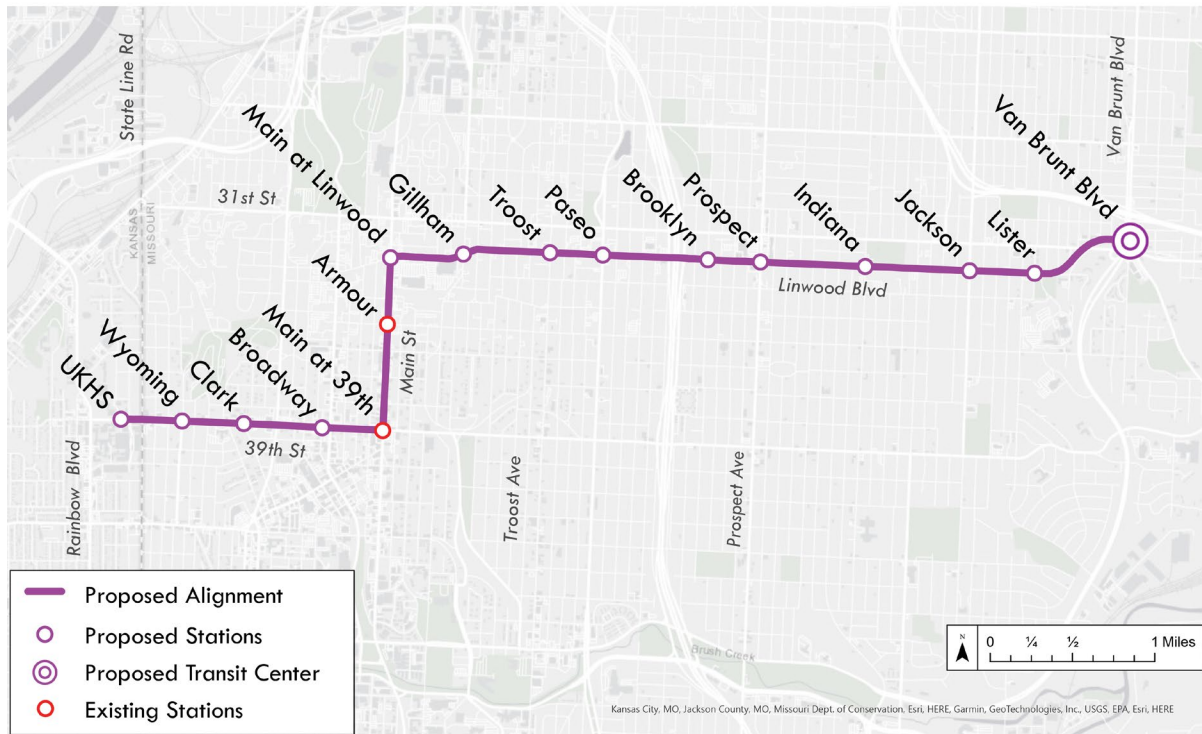 State Line Rd
Van Brunt Blvd
Van Brunt Blvd
Main at Linwood
Gillham
Troost
Paseo
Brooklyn
Prospect
Indiana
Jackson
Lister
31st St
KANSAS
MISSOURI
Linwood Blvd
Armour
Main at 39th
Broadway
Clark
Wyoming
UKHS
Main St
39th St
Rainbow Blvd
Troost Ave
Prospect Ave
Proposed Alignment
Proposed Stations
Proposed Transit Center
Existing Stations
Brush Creek
N
0 ¼ ½ 1 Miles
Kansas City, MO, Jackson County, MO, Missouri Dept. of Conservation, Esri, HERE, Garmin, GeoTechnologies, Inc., USGS, EPA, Esri, HERE